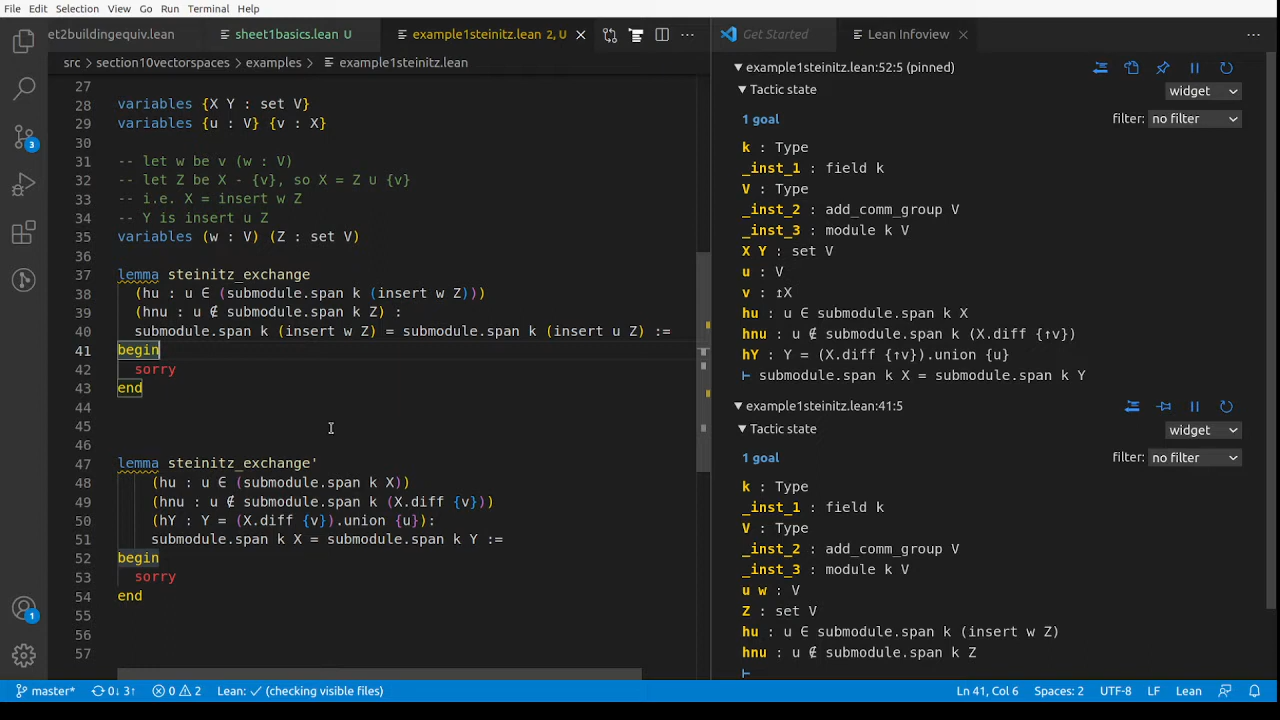 File Edit Selection View Go Run Terminal Help
et2buildingequiv.lean sheet1basics.lean U example1steinitz.lean 2, U Get Started Lean Infoview
src > section10vectorspaces > examples > example1steinitz.lean
27
28 variables {X Y : set V}
29 variables {u : V} {v : X}
30
31 -- let w be v (w : V)
32 -- let Z be X - {v}, so X = Z ∪ {v}
33 -- i.e. X = insert w Z
34 -- Y is insert u Z
35 variables (w : V) (Z : set V)
36
37 lemma steinitz_exchange
38 (hu : u ∈ (submodule.span k (insert w Z)))
39 (hnu : u ∉ submodule.span k Z) :
40 submodule.span k (insert w Z) = submodule.span k (insert u Z) :=
41 begin
42 sorry
43 end
44
45
46
47 lemma steinitz_exchange'
48 (hu : u ∈ (submodule.span k X))
49 (hnu : u ∉ (submodule.span k (X.diff {v})))
50 (hY : Y = (X.diff {v}).union {u}):
51 submodule.span k X = submodule.span k Y :=
52 begin
53 sorry
54 end
55
56
57
example1steinitz.lean:52:5 (pinned)
Tactic state
widget
1 goal
filter: no filter
k : Type
_inst_1 : field k
V : Type
_inst_2 : add_comm_group V
_inst_3 : module k V
X Y : set V
u : V
v : ↥X
hu : u ∈ submodule.span k X
hnu : u ∉ submodule.span k (X.diff {↑v})
hY : Y = (X.diff {↑v}).union {u}
⊢ submodule.span k X = submodule.span k Y
example1steinitz.lean:41:5
Tactic state
widget
1 goal
filter: no filter
k : Type
_inst_1 : field k
V : Type
_inst_2 : add_comm_group V
_inst_3 : module k V
u w : V
Z : set V
hu : u ∈ submodule.span k (insert w Z)
hnu : u ∉ submodule.span k Z
⊢
3
1
master* 0↓ 3↑ 0 2 Lean: ✓ (checking visible files) Ln 41, Col 6 Spaces: 2 UTF-8 LF Lean